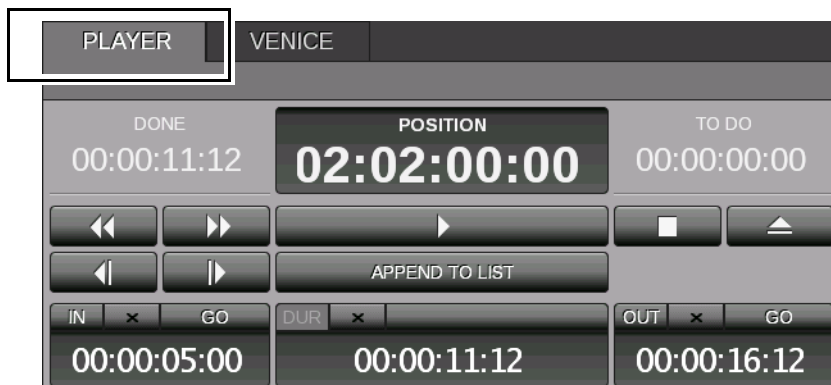 PLAYER VENICE
DONE POSITION TO DO
00:00:11:12 02:02:00:00 00:00:00:00
APPEND TO LIST
IN × GO DUR × OUT × GO
00:00:05:00 00:00:11:12 00:00:16:12